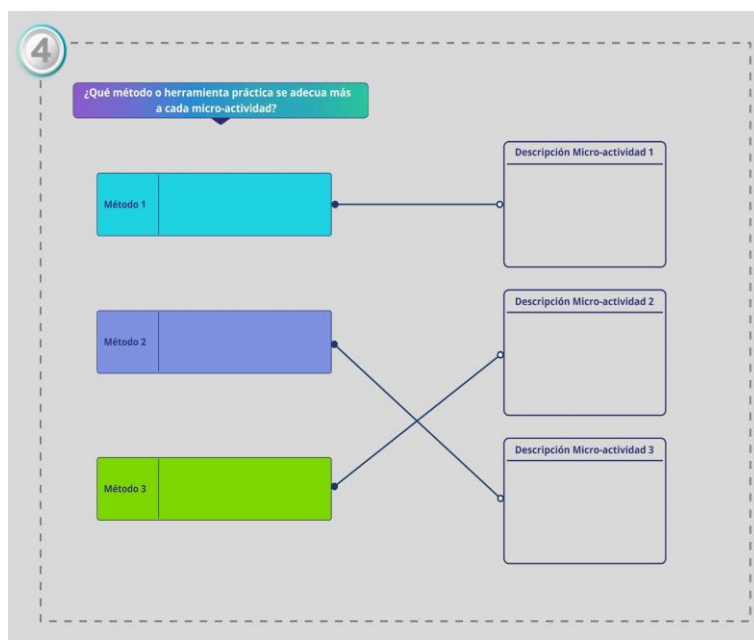 4
¿Qué método o herramienta práctica se adecua más
a cada micro-actividad?
Método 1
Descripción Micro-actividad 1
Método 2
Descripción Micro-actividad 2
Método 3
Descripción Micro-actividad 3